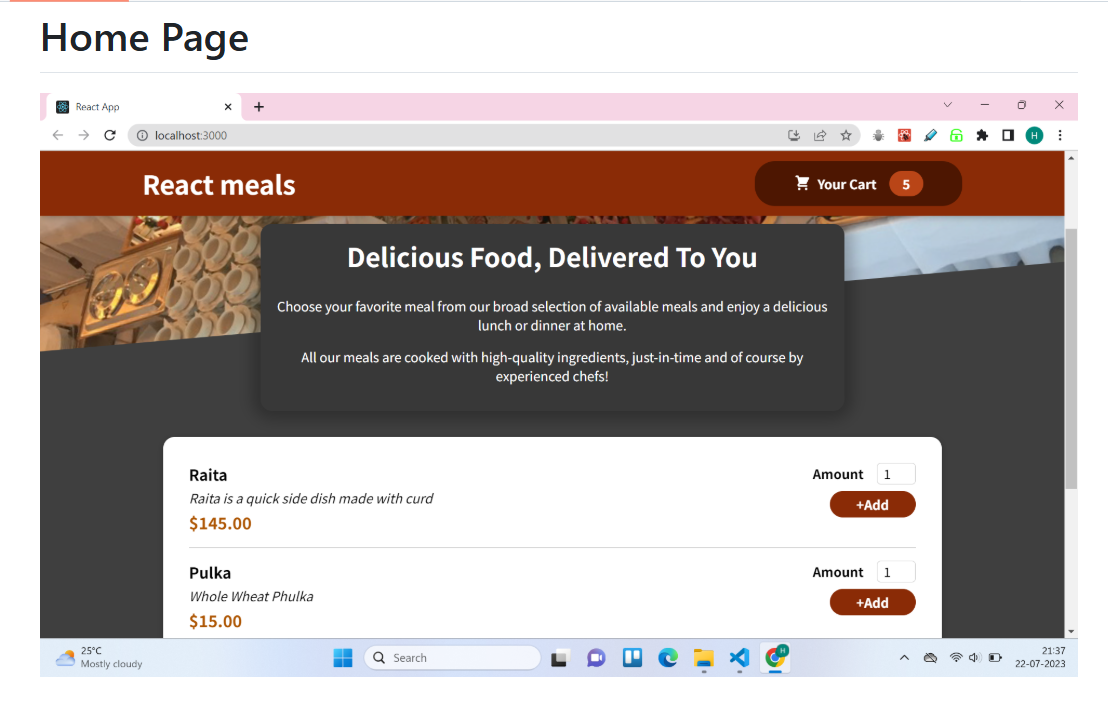 Home Page
React App
localhost:3000
H
React meals
Your Cart 5
Delicious Food, Delivered To You
Choose your favorite meal from our broad selection of available meals and enjoy a delicious
lunch or dinner at home.
All our meals are cooked with high-quality ingredients, just-in-time and of course by
experienced chefs!
Raita
Amount 1
Raita is a quick side dish made with curd
+Add
$145.00
Pulka
Amount 1
Whole Wheat Phulka
+Add
$15.00
25°C
Mostly cloudy
Search
H
21:37
22-07-2023